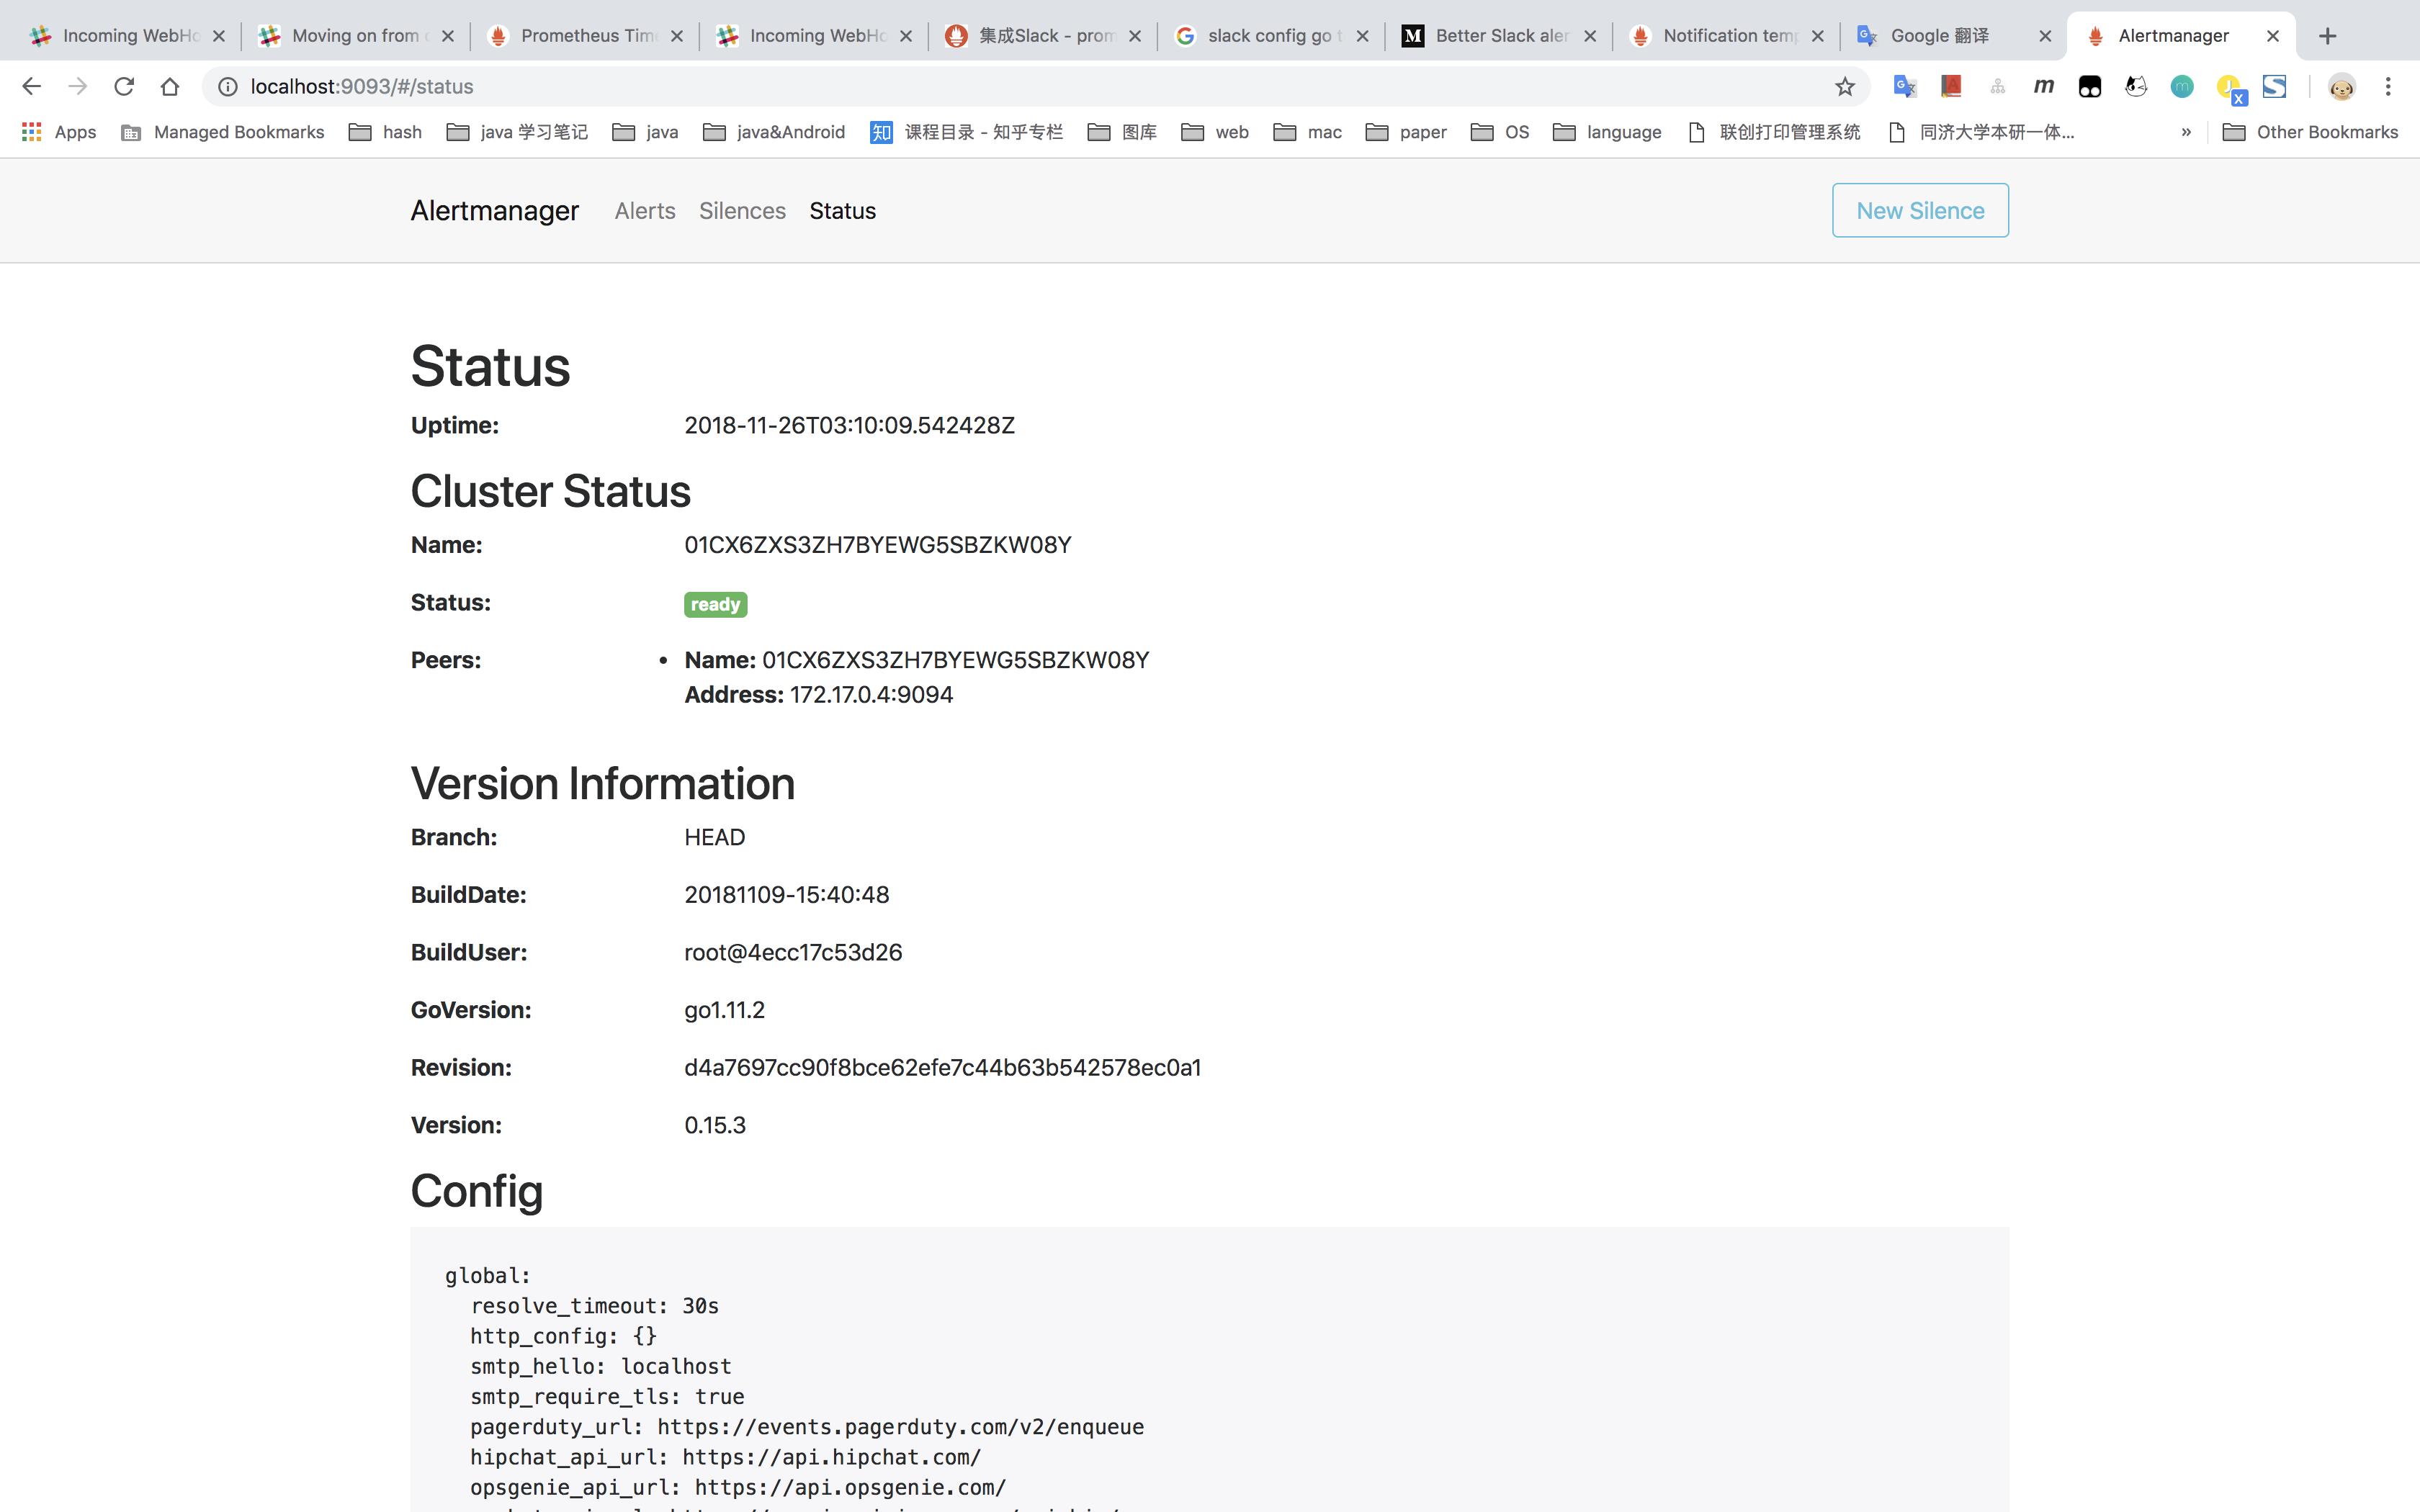 Incoming WebHo
Moving on from
Prometheus Time
Incoming WebHo
集成Slack - prom
slack config go t
Better Slack aler
Notification temp
Google 翻译
Alertmanager
localhost:9093/#/status
Apps
Managed Bookmarks
hash
java 学习笔记
java
java&Android
知
课程目录 - 知乎专栏
图库
web
mac
paper
OS
language
联创打印管理系统
同济大学本研一体...
»
Other Bookmarks
Alertmanager Alerts Silences Status
New Silence
Status
Uptime: 2018-11-26T03:10:09.542428Z
Cluster Status
Name: 01CX6ZXS3ZH7BYEWG5SBZKW08Y
Status: ready
Peers: • Name: 01CX6ZXS3ZH7BYEWG5SBZKW08Y
Address: 172.17.0.4:9094
Version Information
Branch: HEAD
BuildDate: 20181109-15:40:48
BuildUser: root@4ecc17c53d26
GoVersion: go1.11.2
Revision: d4a7697cc90f8bce62efe7c44b63b542578ec0a1
Version: 0.15.3
Config
global:
resolve_timeout: 30s
http_config: {}
smtp_hello: localhost
smtp_require_tls: true
pagerduty_url: https://events.pagerduty.com/v2/enqueue
hipchat_api_url: https://api.hipchat.com/
opsgenie_api_url: https://api.opsgenie.com/